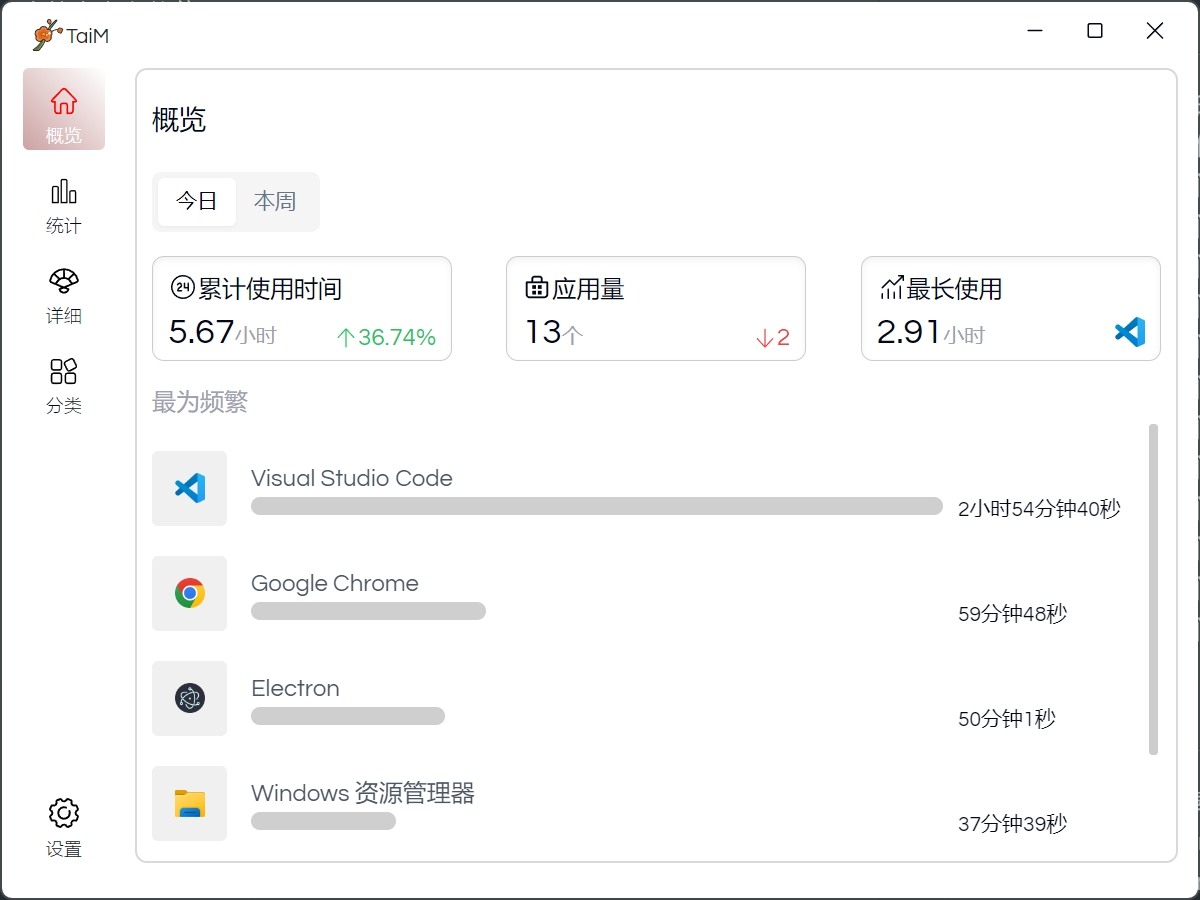 TaiM
概览
统计
详细
分类
设置
概览
今日 本周
24 累计使用时间
5.67小时 ↑36.74%
应用量
13个 ↓2
最长使用
2.91小时
最为频繁
Visual Studio Code
2小时54分钟40秒
Google Chrome
59分钟48秒
Electron
50分钟1秒
Windows 资源管理器
37分钟39秒